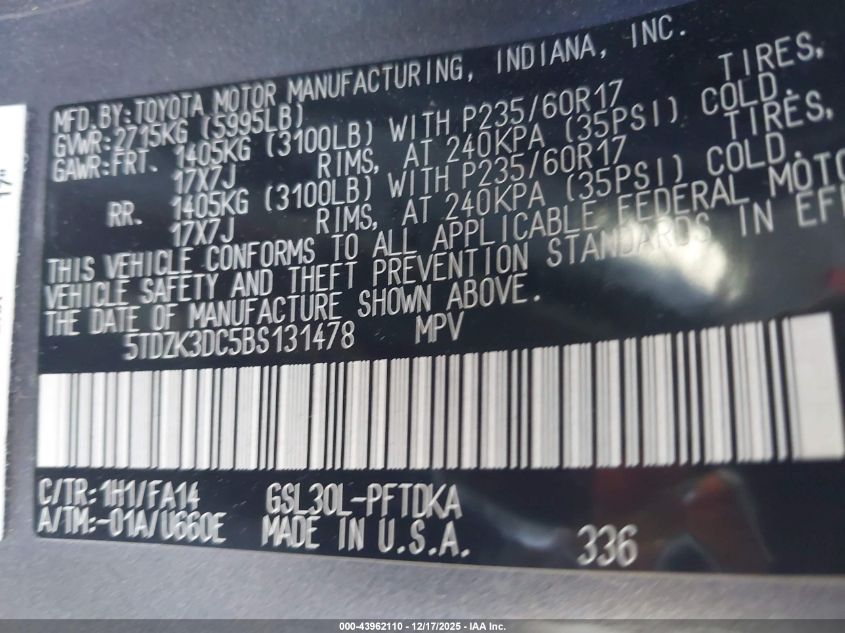 MFD.BY:TOYOTA MOTOR MANUFACTURING, INDIANA, INC.
GVWR:2715KG (5995LB)
GAWR:FRT. 1405KG (3100LB) WITH P235/60R17 TIRES,
17X7J RIMS, AT 240KPA (35PSI) COLD.
RR. 1405KG (3100LB) WITH P235/60R17 TIRES,
17X7J RIMS, AT 240KPA (35PSI) COLD.
THIS VEHICLE CONFORMS TO ALL APPLICABLE FEDERAL MOTO
VEHICLE SAFETY AND THEFT PREVENTION STANDARDS IN EFF
THE DATE OF MANUFACTURE SHOWN ABOVE.
5TDZK3DC5BS131478 MPV
C/TR:1H1/FA14 GSL30L-PFTDKA
A/TM:-01A/U660E MADE IN U.S.A. 336
17"
000-43962110 - 12/17/2025 - IAA Inc.